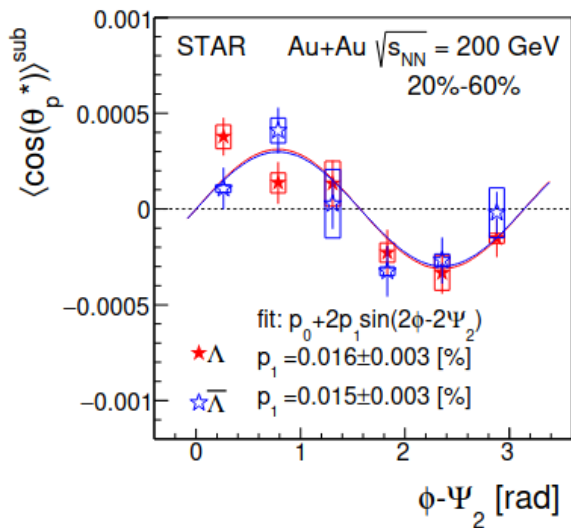 STAR Au+Au √s_NN = 200 GeV
20%-60%
⟨cos(θ_p*)⟩^sub
0.001
0.0005
0
−0.0005
−0.001
fit: p_0+2p_1sin(2ϕ-2Ψ_2)
Λ p_1=0.016±0.003 [%]
Λ̅ p_1=0.015±0.003 [%]
0 1 2 3
ϕ-Ψ_2 [rad]